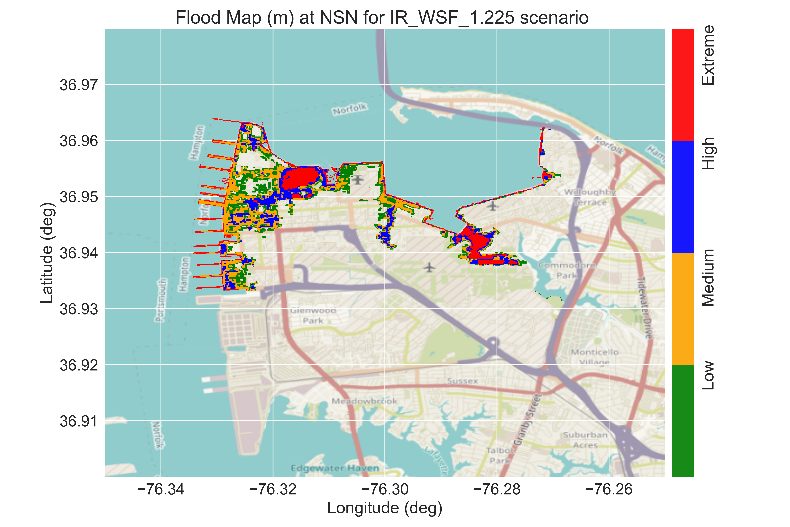 Flood Map (m) at NSN for IR_WSF_1.225 scenario
Extreme
High
Medium
Low
36.97
36.96
36.95
36.94
36.93
36.92
36.91
Latitude (deg)
−76.34
−76.32
−76.30
−76.28
−76.26
Longitude (deg)
Norfolk
Norfolk
Hampton
Hampton
Portsmouth
Norfolk
Willoughby
Terrace
Commodore
Park
Tidewater Drive
Glenwood
Park
Monticello
Village
Sussex
Meadowbrook
Granby Street
Suburban
Acres
Talbot
Park
Edgewater Haven